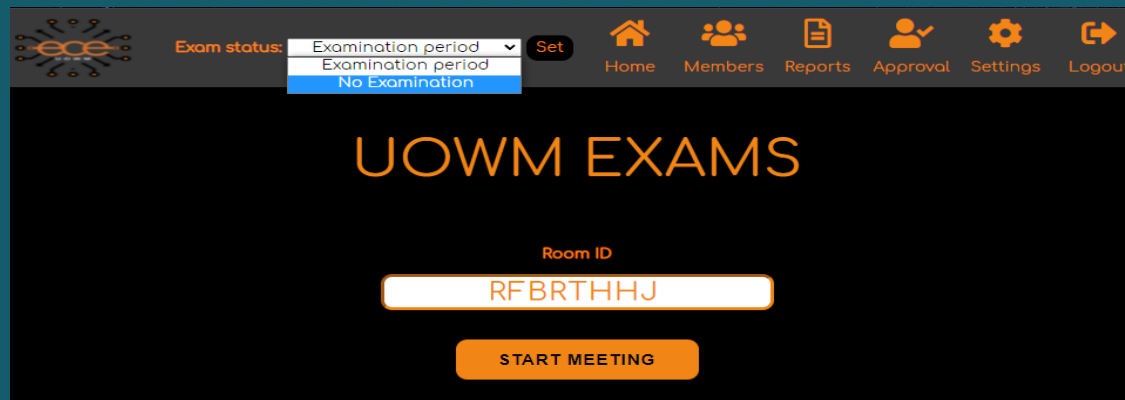 ece
UOWM
Exam status: Examination period Set
Examination period
No Examination
Home Members Reports Approval Settings Logout
UOWM EXAMS
Room ID
RFBRTHHJ
START MEETING